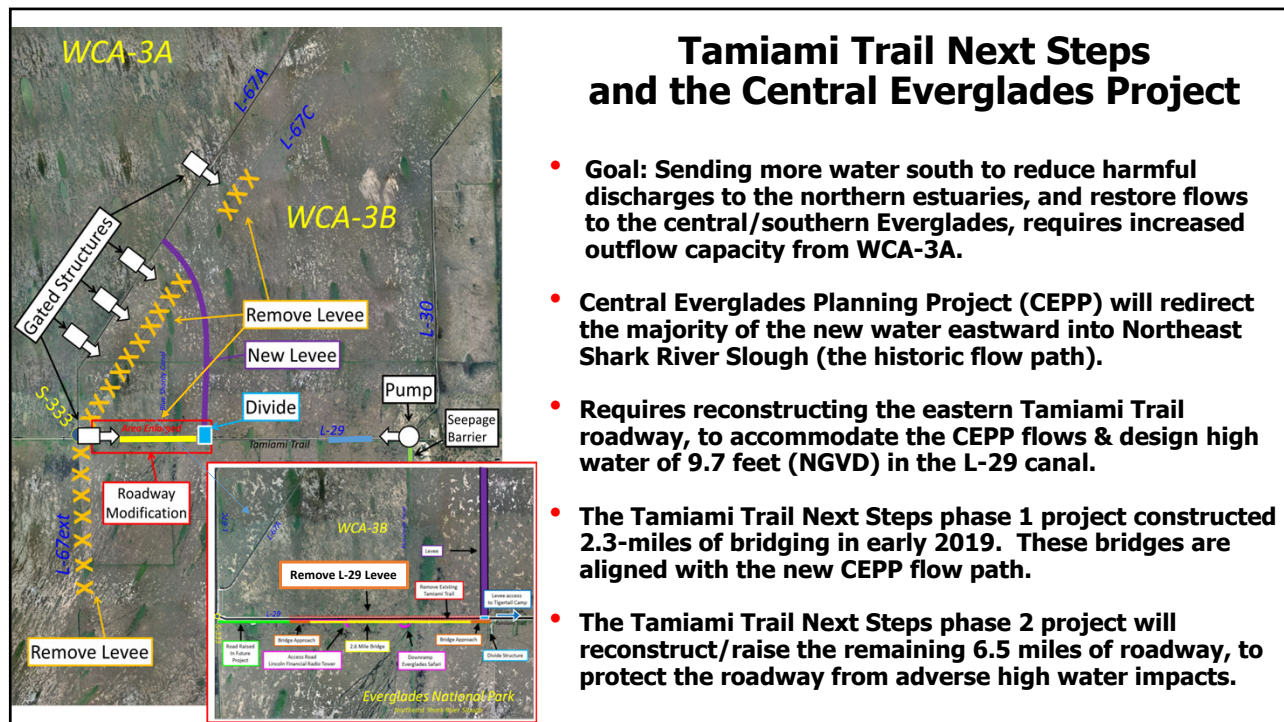 Tamiami Trail Next Steps
and the Central Everglades Project
• Goal: Sending more water south to reduce harmful
discharges to the northern estuaries, and restore flows
to the central/southern Everglades, requires increased
outflow capacity from WCA-3A.
• Central Everglades Planning Project (CEPP) will redirect
the majority of the new water eastward into Northeast
Shark River Slough (the historic flow path).
• Requires reconstructing the eastern Tamiami Trail
roadway, to accommodate the CEPP flows & design high
water of 9.7 feet (NGVD) in the L-29 canal.
• The Tamiami Trail Next Steps phase 1 project constructed
2.3-miles of bridging in early 2019. These bridges are
aligned with the new CEPP flow path.
• The Tamiami Trail Next Steps phase 2 project will
reconstruct/raise the remaining 6.5 miles of roadway, to
protect the roadway from adverse high water impacts.
WCA-3A
L-67A
L-67C
WCA-3B
Gated Structures
Remove Levee
New Levee
L-30
Blue Shanty Canal
S-333
Divide
Pump
Seepage
Barrier
Area Enlarged
L-29
Tamiami Trail
Roadway
Modification
L-67ext
Remove Levee
L-67C
L-67A
WCA-3B
Levee
Remove L-29 Levee
Remove Existing
Tamiami Trail
Levee access
to Tigertail Camp
L-29
Tamiami Trail
Road Raised
In Future
Project
Bridge Approach
Access Road
Lincoln Financial Radio Tower
2.6 Mile Bridge
Downramp
Everglades Safari
Bridge Approach
Divide Structure
Everglades National Park
Northeast Shark River Slough